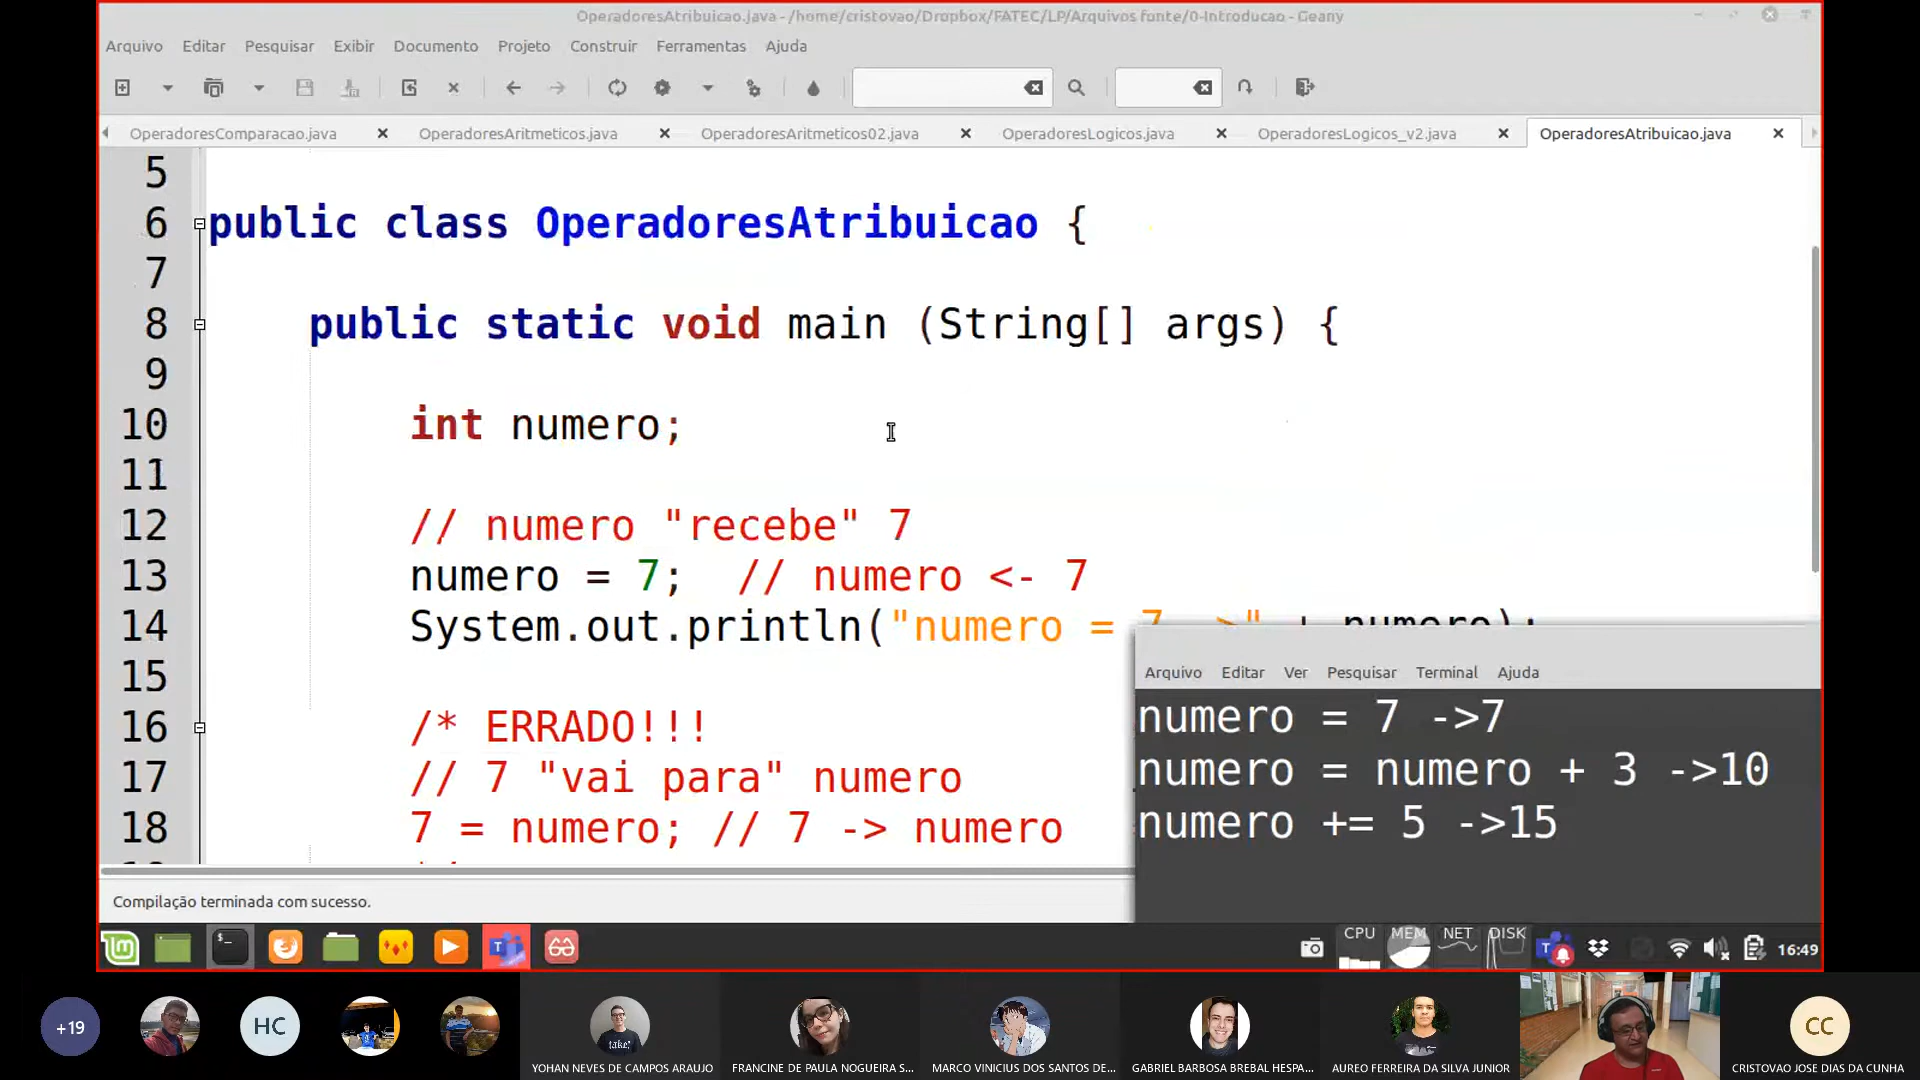 OperadoresAtribuicao.java - /home/cristovao/Dropbox/FATEC/LP/Arquivos fonte/0-Introducao - Geany
Arquivo Editar Pesquisar Exibir Documento Projeto Construir Ferramentas Ajuda
OperadoresComparacao.java OperadoresAritmeticos.java OperadoresAritmeticos02.java OperadoresLogicos.java OperadoresLogicos_v2.java OperadoresAtribuicao.java
5
6 public class OperadoresAtribuicao {
7
8 public static void main (String[] args) {
9
10 int numero;
11
12 // numero "recebe" 7
13 numero = 7; // numero <- 7
14 System.out.println("numero = 7 ->" + numero);
15
16 /* ERRADO!!!
17 // 7 "vai para" numero
18 7 = numero; // 7 -> numero
Arquivo Editar Ver Pesquisar Terminal Ajuda
numero = 7 ->7
numero = numero + 3 ->10
numero += 5 ->15
Compilação terminada com sucesso.
CPU MEM NET DISK
16:49
+19
HC
CC
YOHAN NEVES DE CAMPOS ARAUJO
FRANCINE DE PAULA NOGUEIRA S...
MARCO VINICIUS DOS SANTOS DE...
GABRIEL BARBOSA BREBAL HESPA...
AUREO FERREIRA DA SILVA JUNIOR
CRISTOVAO JOSE DIAS DA CUNHA